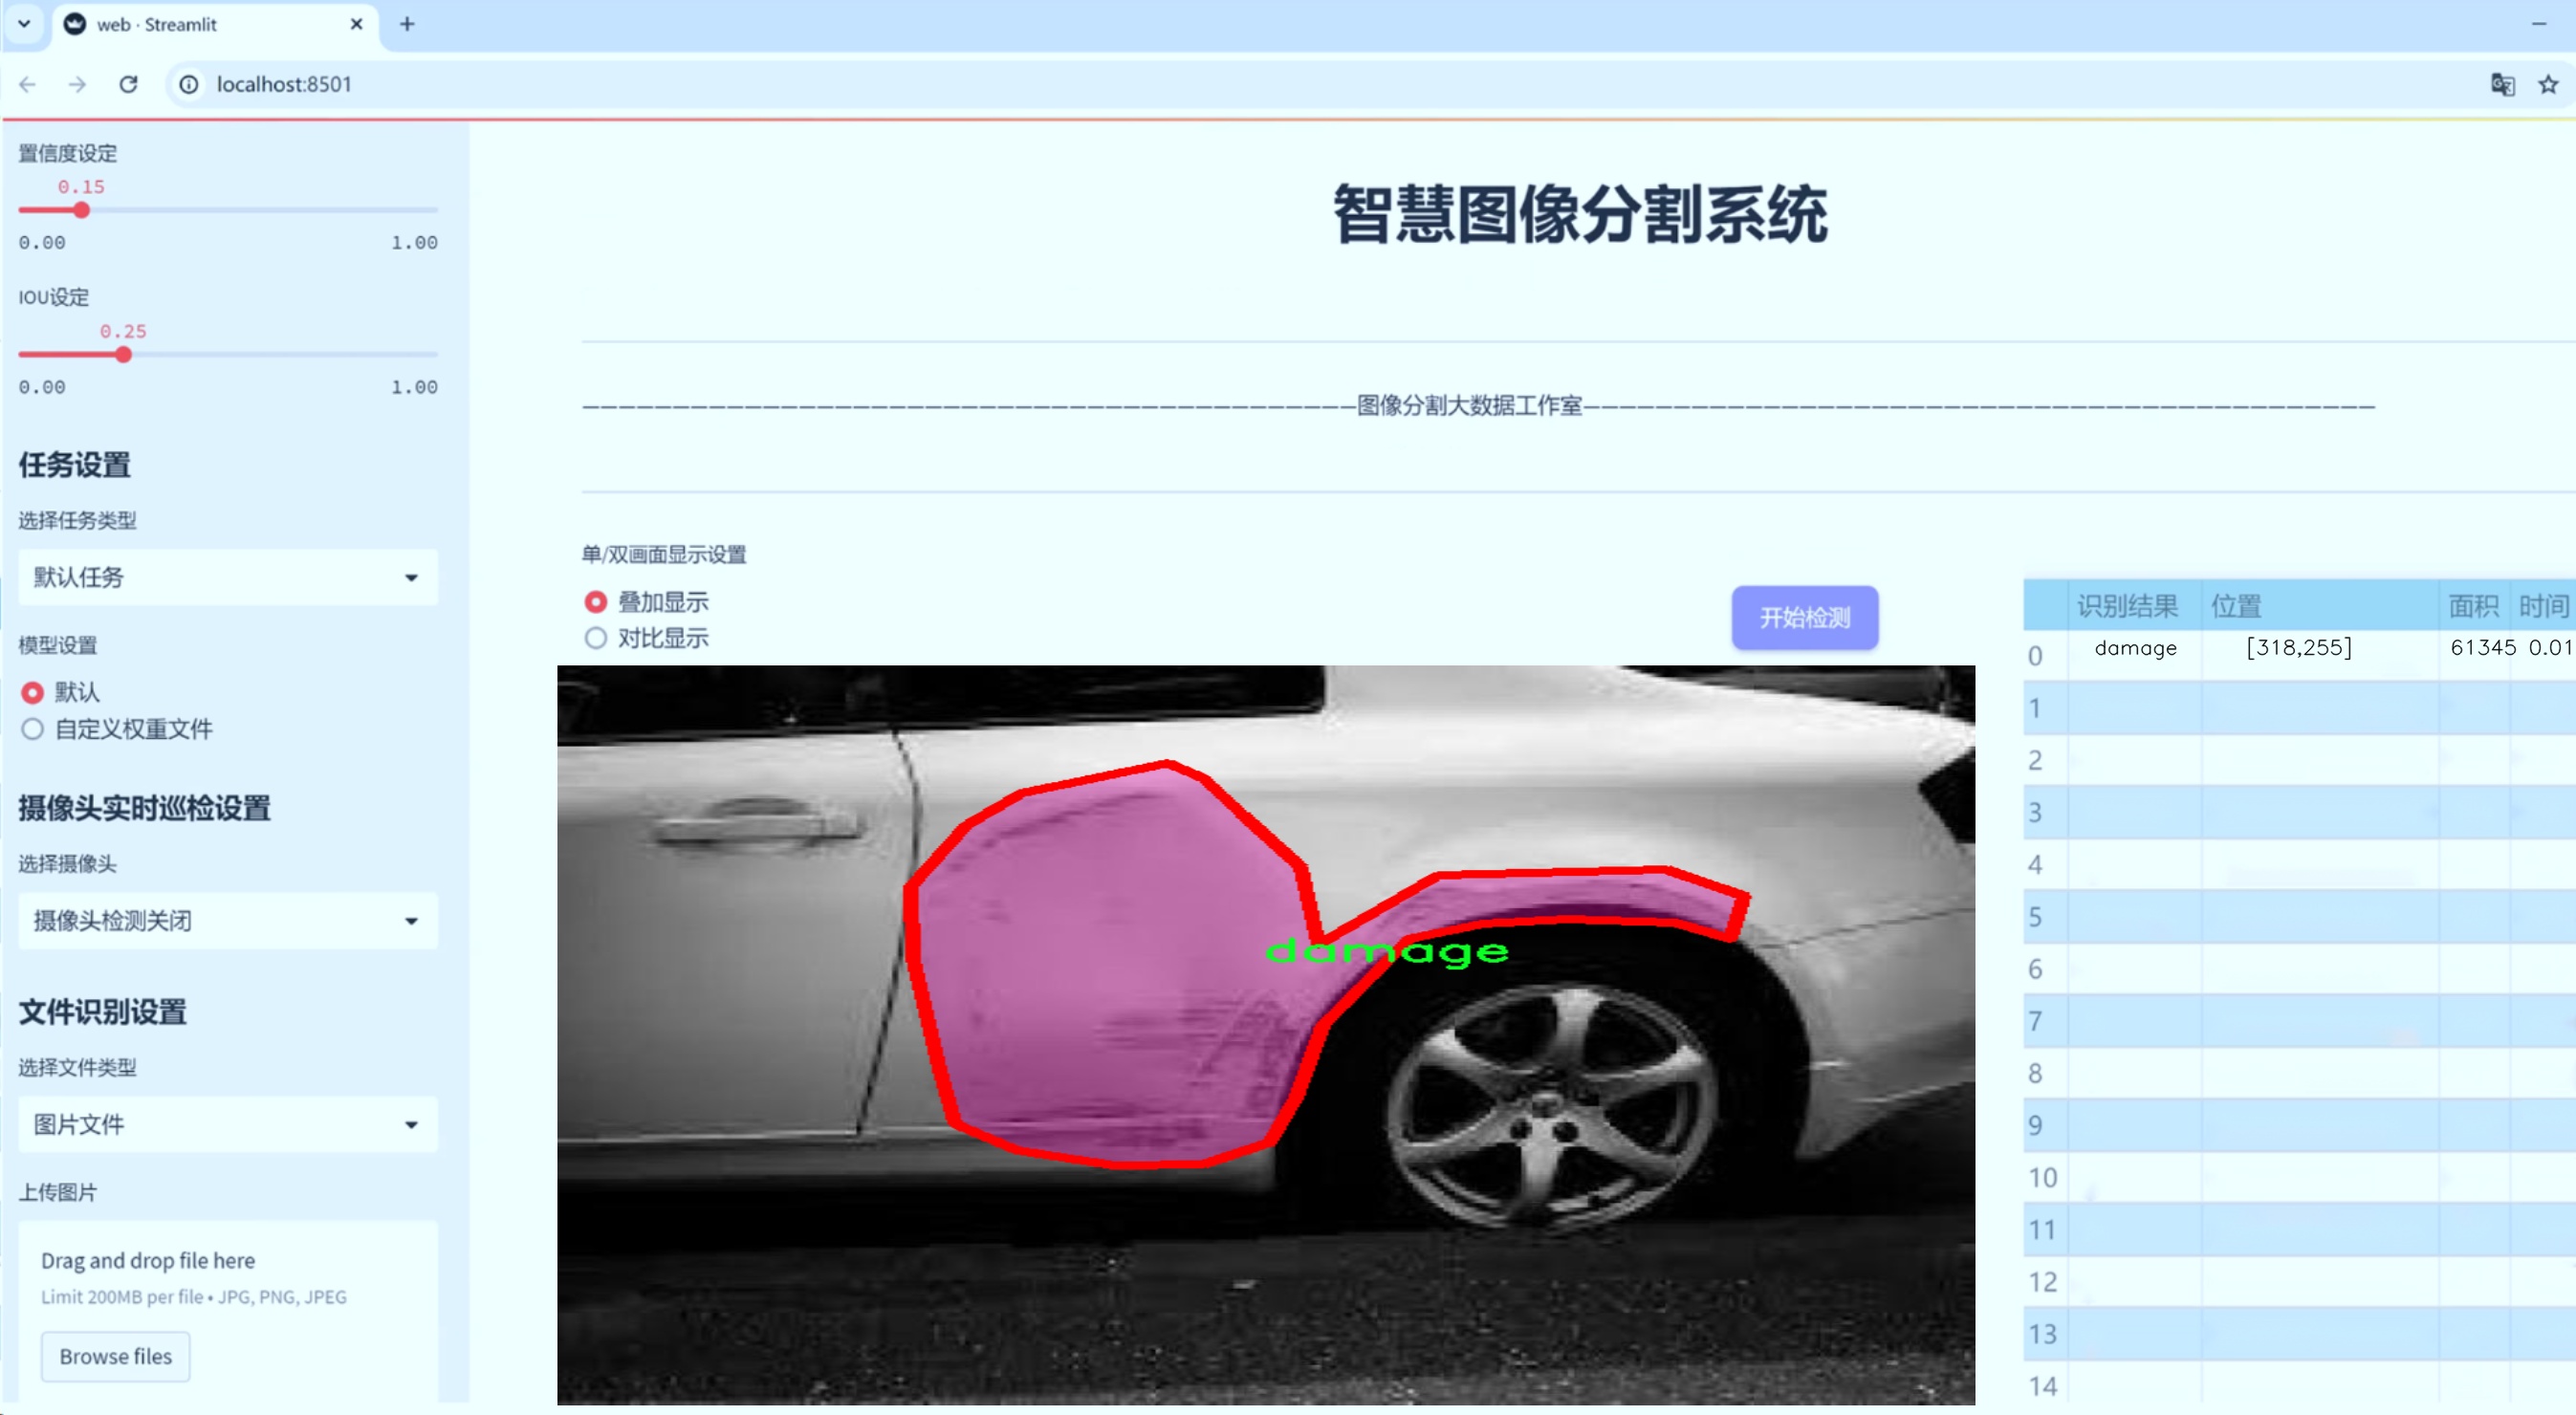 web · Streamlit
localhost:8501
置信度设定
0.15
0.00 1.00
IOU设定
0.25
0.00 1.00
任务设置
选择任务类型
默认任务
模型设置
默认
自定义权重文件
摄像头实时巡检设置
选择摄像头
摄像头检测关闭
文件识别设置
选择文件类型
图片文件
上传图片
Drag and drop file here
Limit 200MB per file • JPG, PNG, JPEG
Browse files
智慧图像分割系统
图像分割大数据工作室
单/双画面显示设置
叠加显示
对比显示
开始检测
damage
识别结果 位置 面积 时间
0 damage [318,255] 61345 0.01
1
2
3
4
5
6
7
8
9
10
11
12
13
14